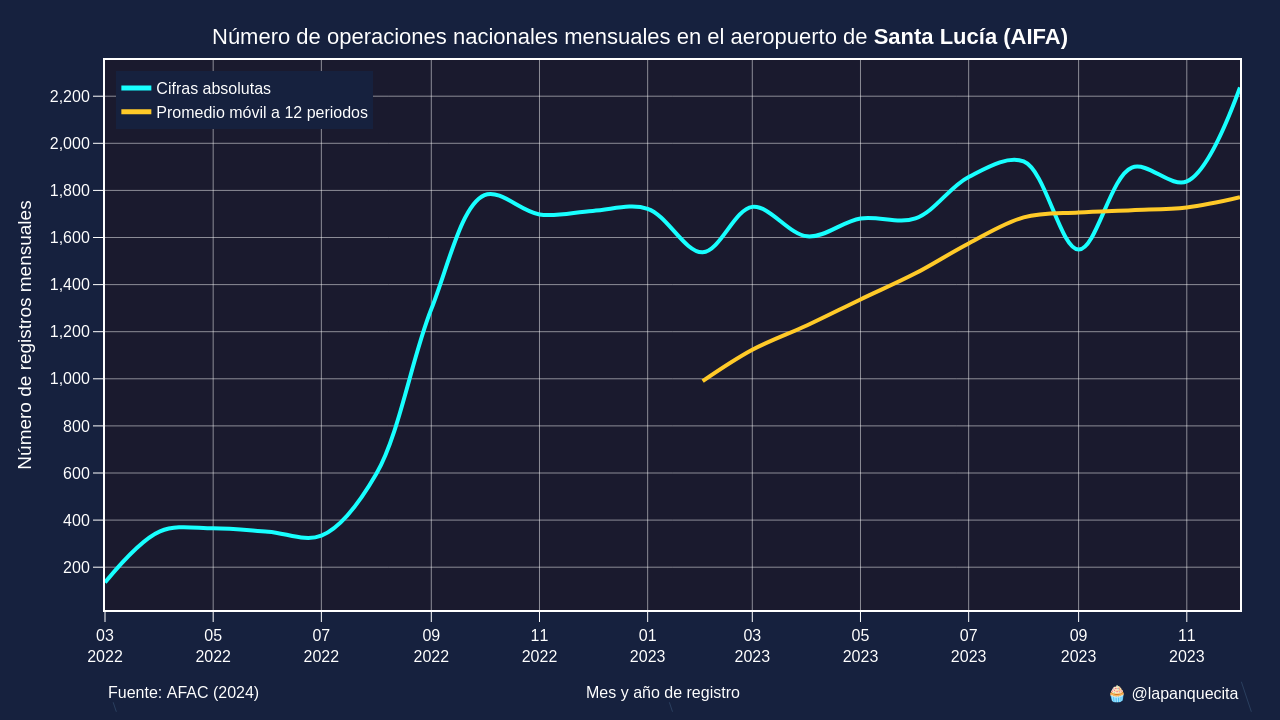 Número de operaciones nacionales mensuales en el aeropuerto de Santa Lucía (AIFA)
Cifras absolutas
Promedio móvil a 12 periodos
Número de registros mensuales
2,200
2,000
1,800
1,600
1,400
1,200
1,000
800
600
400
200
03 05 07 09 11 01 03 05 07 09 11
2022 2022 2022 2022 2022 2023 2023 2023 2023 2023 2023
Fuente: AFAC (2024) Mes y año de registro 🧁 @lapanquecita